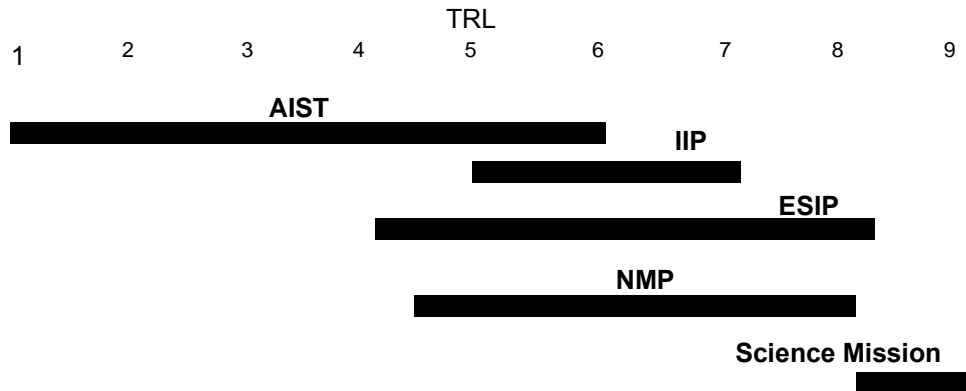 TRL
1 2 3 4 5 6 7 8 9
AIST
IIP
ESIP
NMP
Science Mission